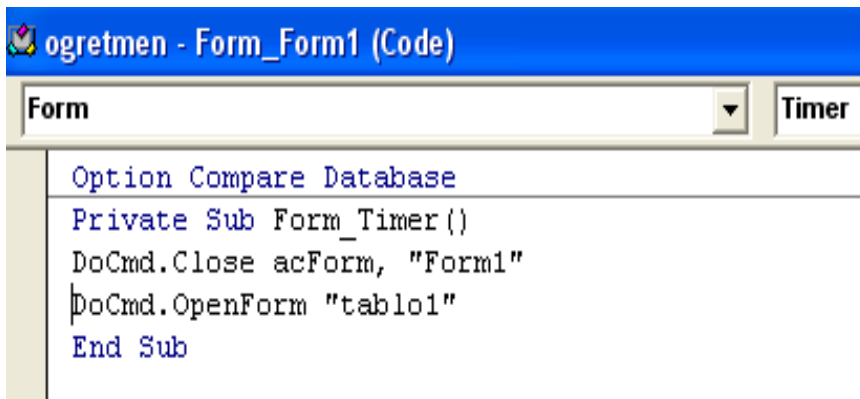 ogretmen - Form_Form1 (Code)
Form
Timer
Option Compare Database
Private Sub Form_Timer()
DoCmd.Close acForm, "Form1"
DoCmd.OpenForm "tablo1"
End Sub